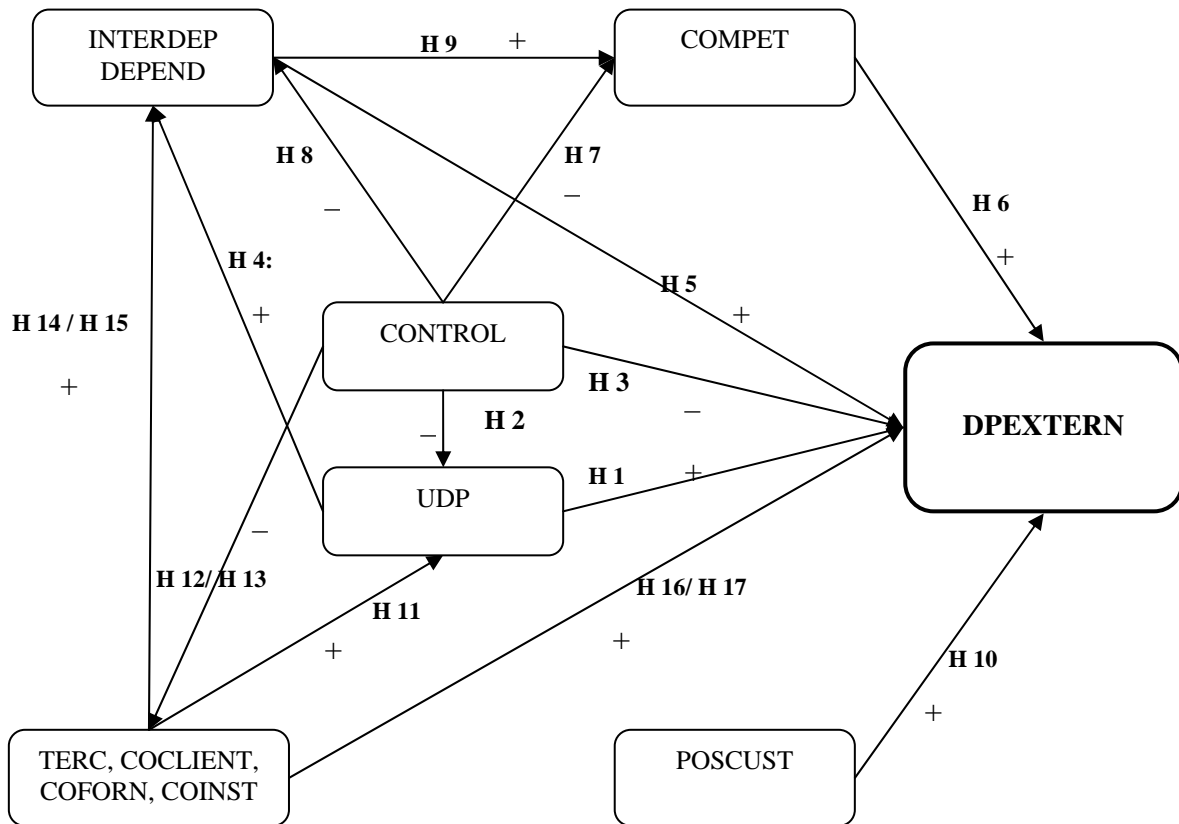 INTERDEP
DEPEND
H 9
+
COMPET
H 8
H 7
–
–
H 6
+
H 4:
+
H 5
+
H 14 / H 15
+
CONTROL
H 3
–
DPEXTERN
H 2
–
UDP
H 1
+
–
H 12/ H 13
H 11
+
H 16/ H 17
+
H 10
+
TERC, COCLIENT,
COFORN, COINST
POSCUST